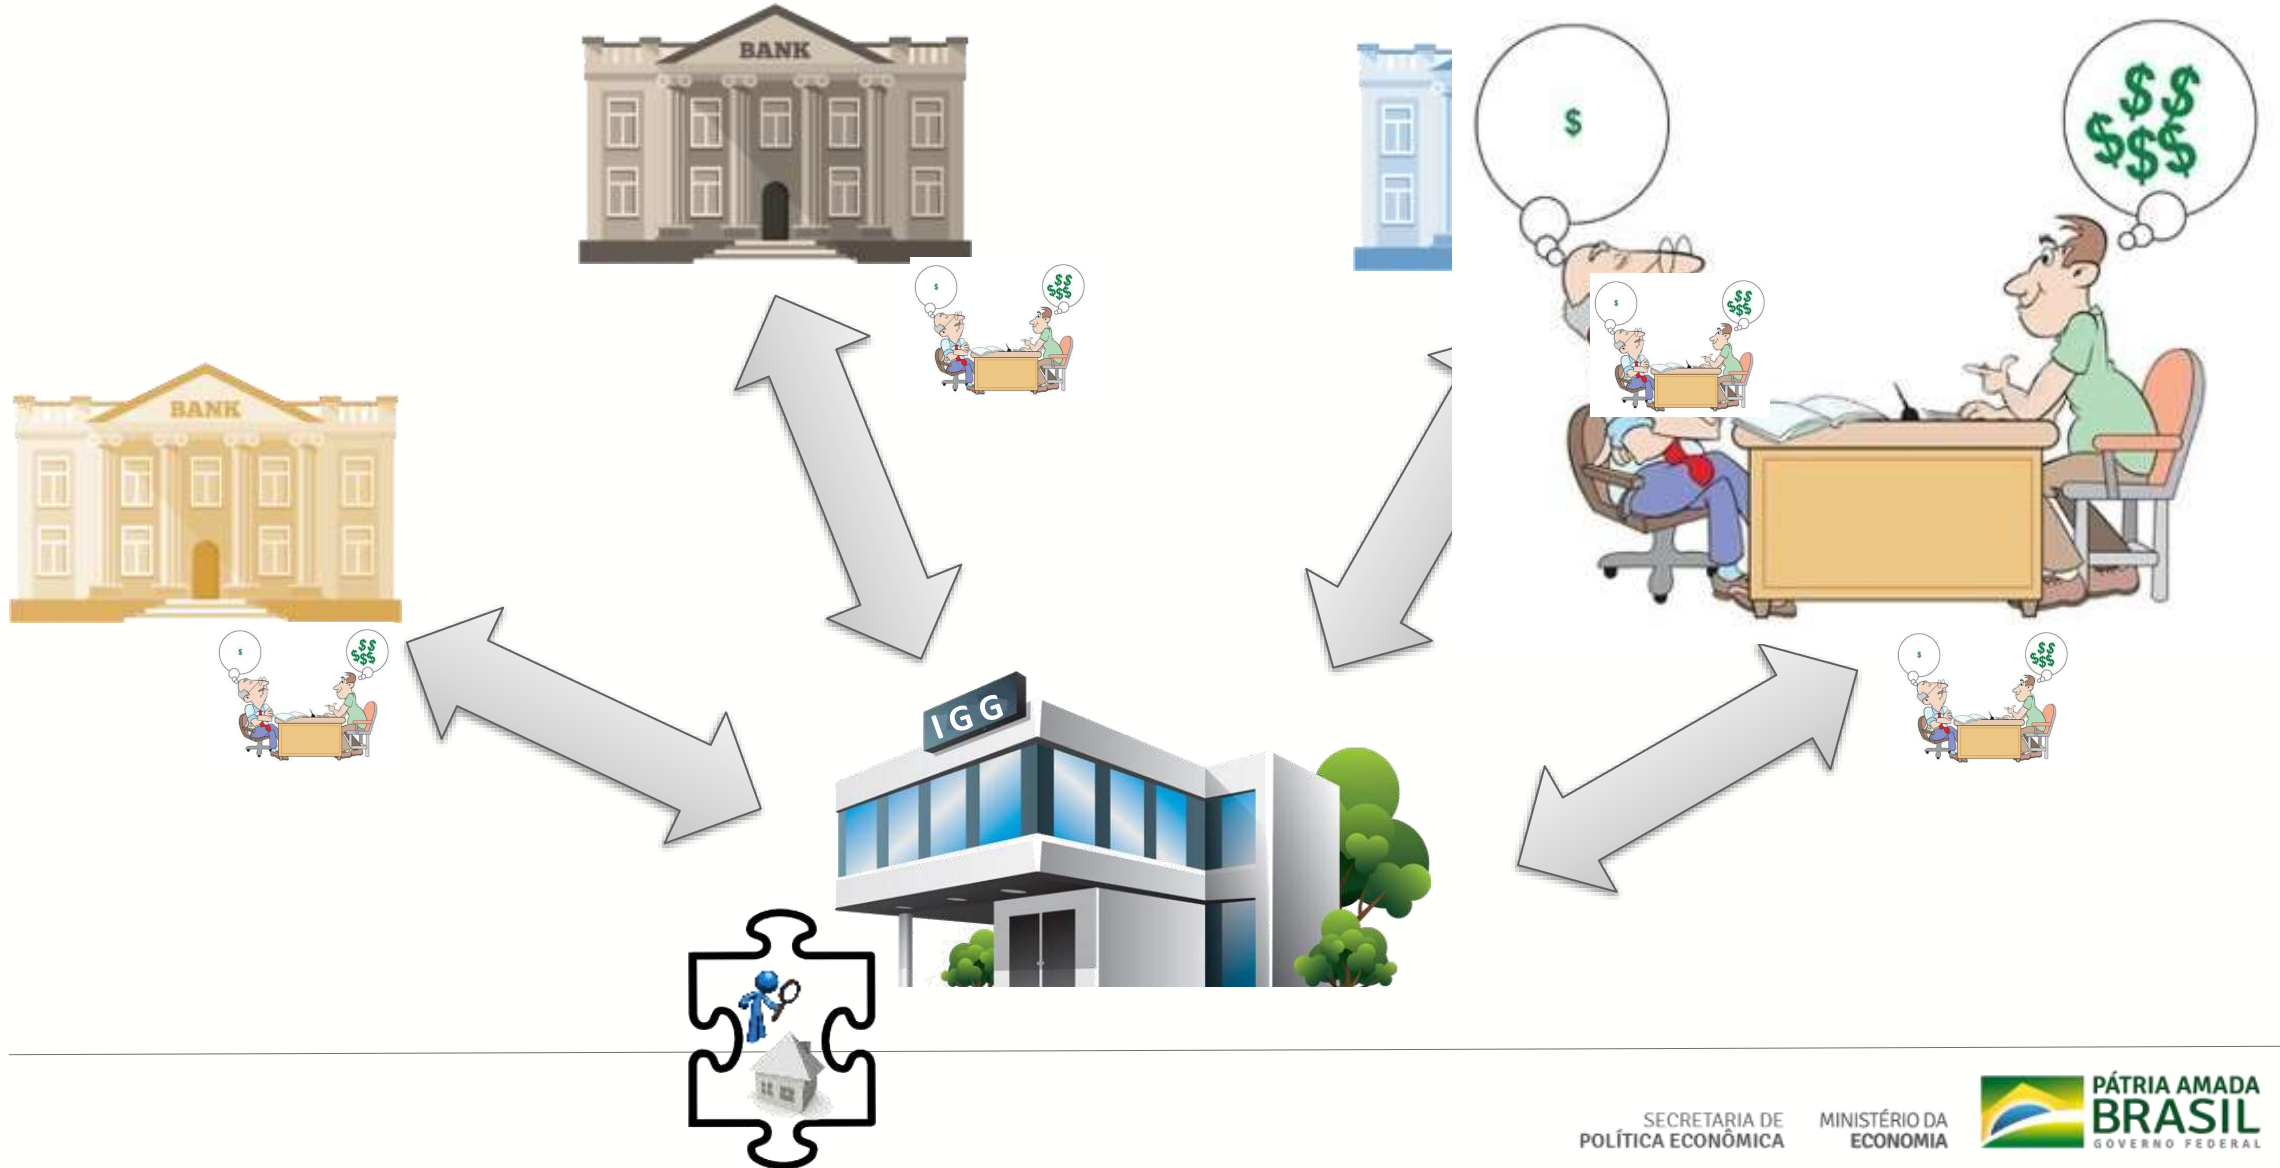 BANK
$
$$
$$$
$
$$
$$$
$
$$
$$$
BANK
$
$$
$$$
$
$$
$$$
IGG
SECRETARIA DE
POLÍTICA ECONÔMICA
MINISTÉRIO DA
ECONOMIA
PÁTRIA AMADA
BRASIL
GOVERNO FEDERAL